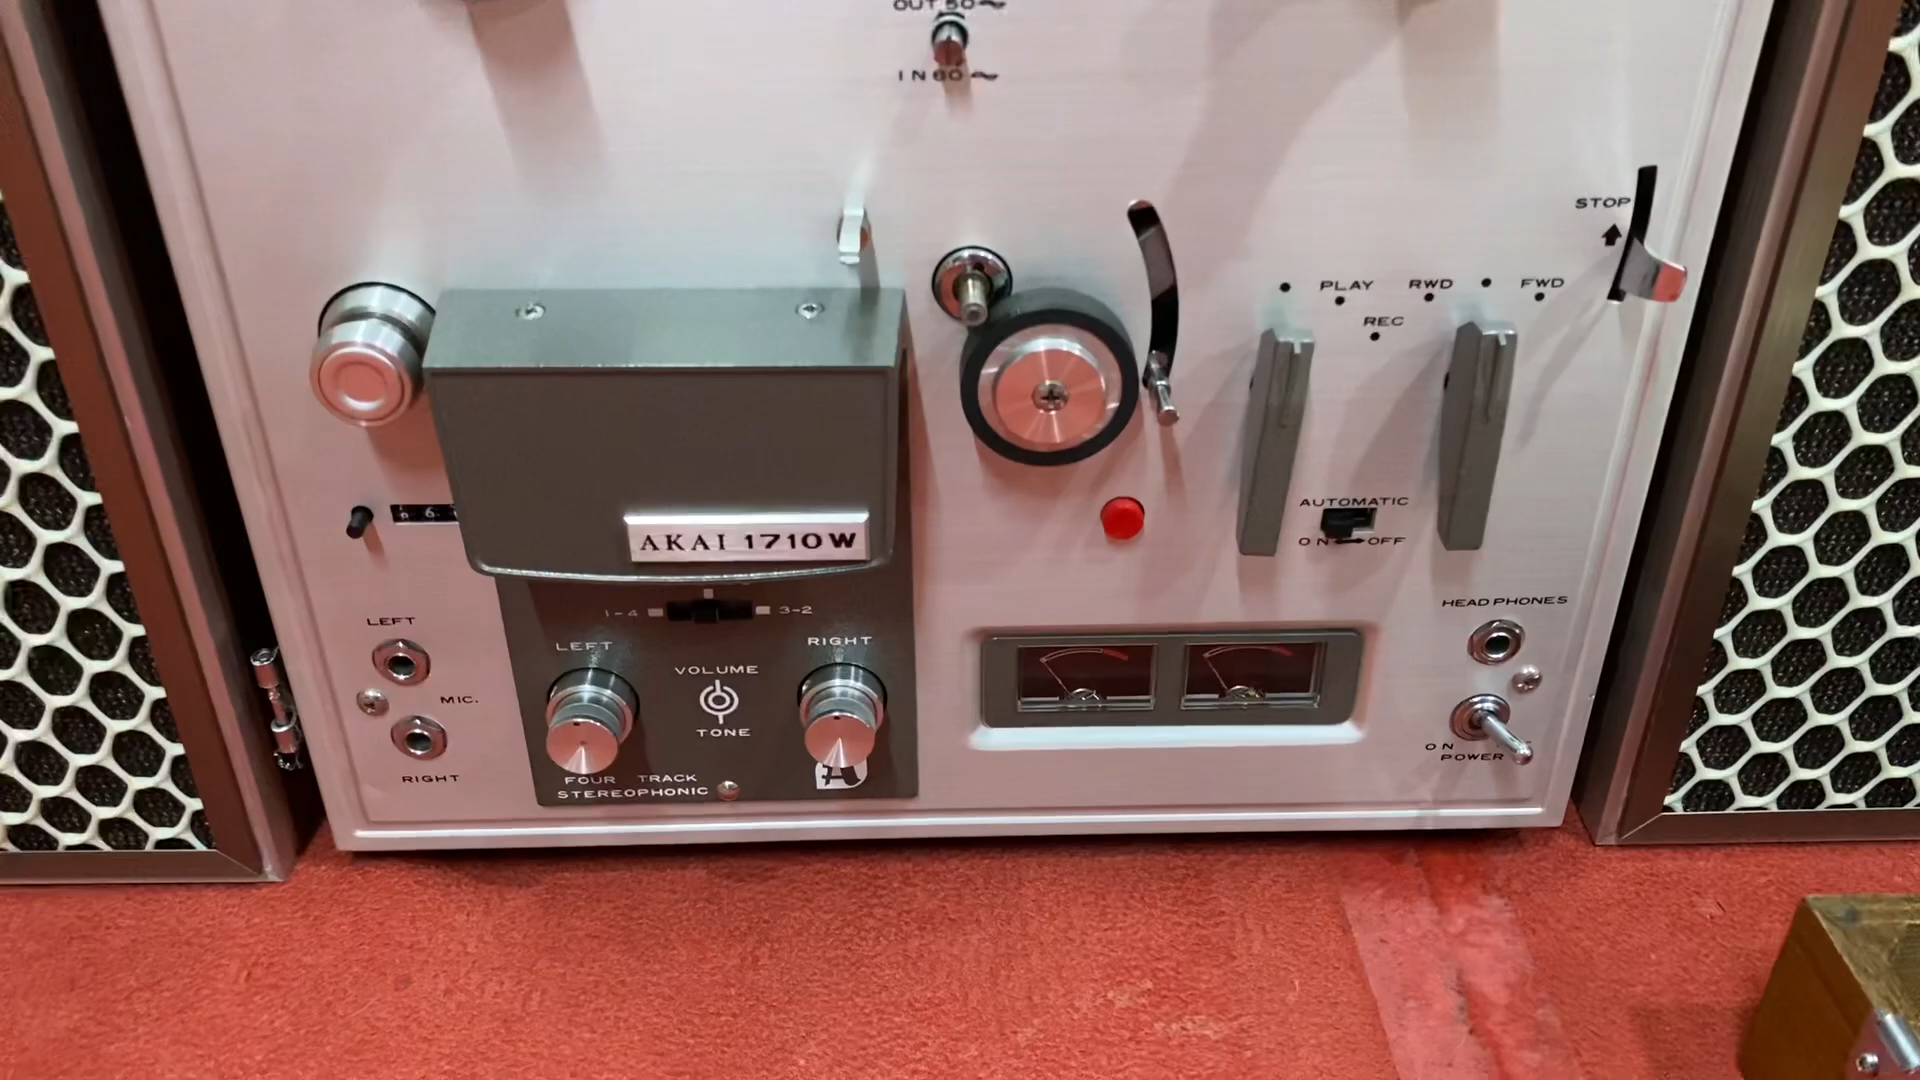 OUT 50~
IN 60~
STOP
PLAY
RWD
FWD
REC
AUTOMATIC
ON
OFF
AKAI 1710W
6
1-4
3-2
LEFT
RIGHT
VOLUME
TONE
FOUR TRACK
STEREOPHONIC
A
LEFT
MIC.
RIGHT
HEAD PHONES
ON
POWER